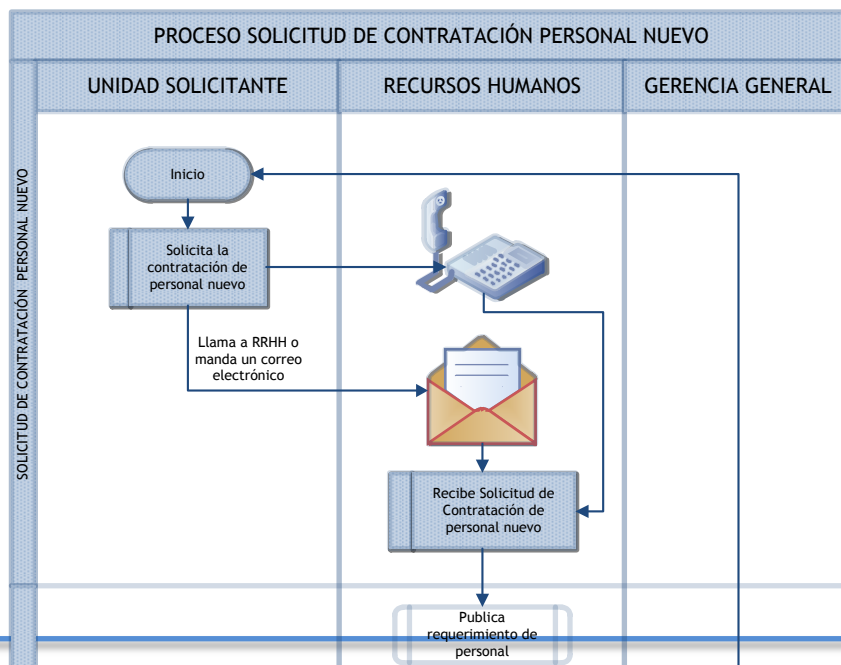 PROCESO SOLICITUD DE CONTRATACIÓN PERSONAL NUEVO
UNIDAD SOLICITANTE
RECURSOS HUMANOS
GERENCIA GENERAL
SOLICITUD DE CONTRATACIÓN PERSONAL NUEVO
Inicio
Solicita la
contratación de
personal nuevo
Llama a RRHH o
manda un correo
electrónico
Recibe Solicitud de
Contratación de
personal nuevo
Publica
requerimiento de
personal